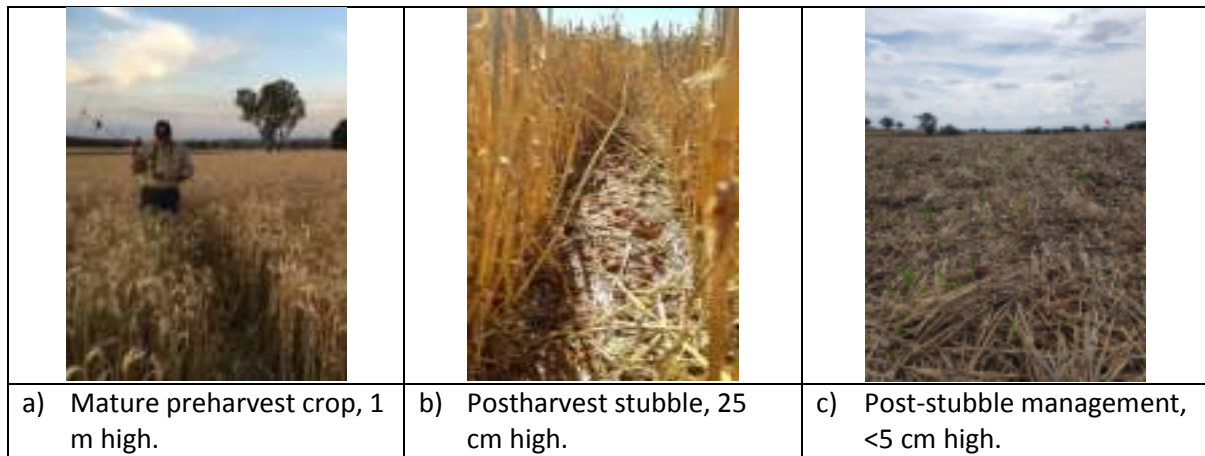 a) Mature preharvest crop, 1
m high.
b) Postharvest stubble, 25
cm high.
c) Post-stubble management,
<5 cm high.